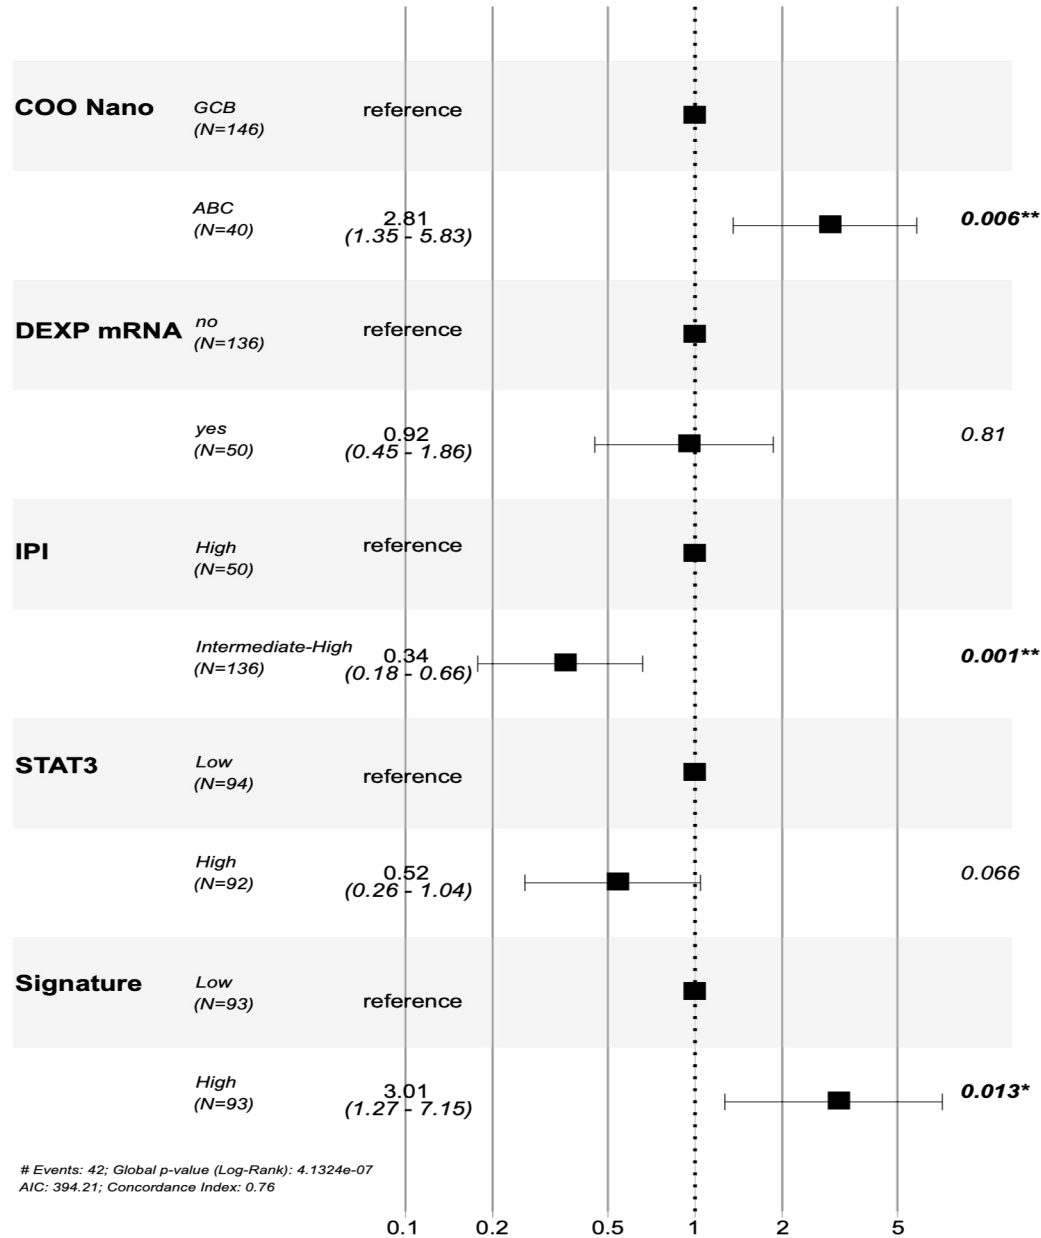 COO Nano GCB reference
(N=146)
ABC 2.81 0.006**
(N=40) (1.35 - 5.83)
DEXP mRNA no reference
(N=136)
yes 0.92 0.81
(N=50) (0.45 - 1.86)
IPI High reference
(N=50)
Intermediate-High 0.34 0.001**
(N=136) (0.18 - 0.66)
STAT3 Low reference
(N=94)
High 0.52 0.066
(N=92) (0.26 - 1.04)
Signature Low reference
(N=93)
High 3.01 0.013*
(N=93) (1.27 - 7.15)
# Events: 42; Global p-value (Log-Rank): 4.1324e-07
AIC: 394.21; Concordance Index: 0.76
0.1 0.2 0.5 1 2 5